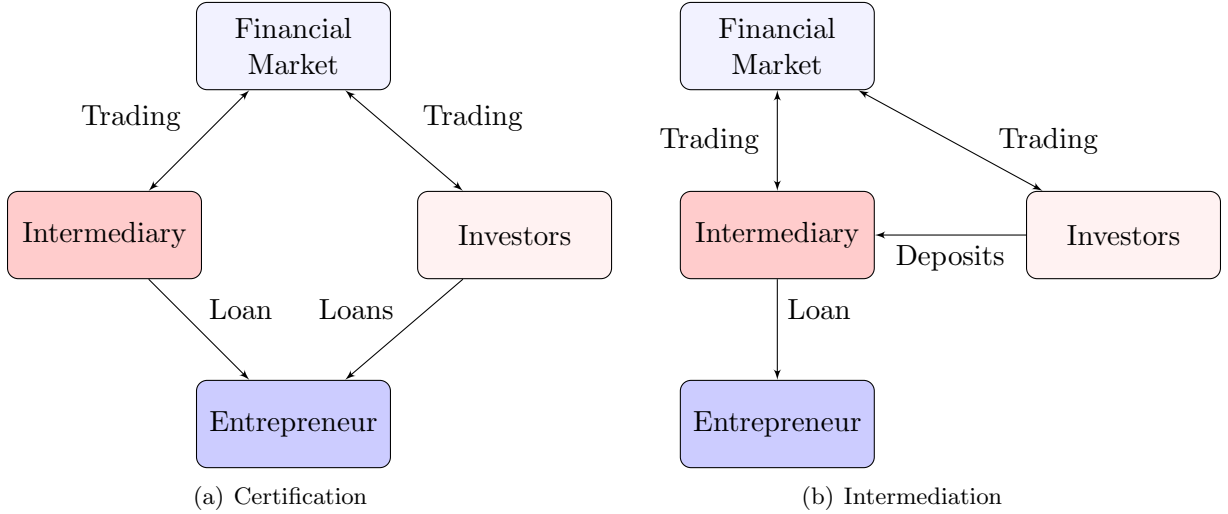 Financial
Market
Trading
Trading
Intermediary
Investors
Loan
Loans
Entrepreneur
(a) Certification
Financial
Market
Trading
Trading
Intermediary
Investors
Deposits
Loan
Entrepreneur
(b) Intermediation